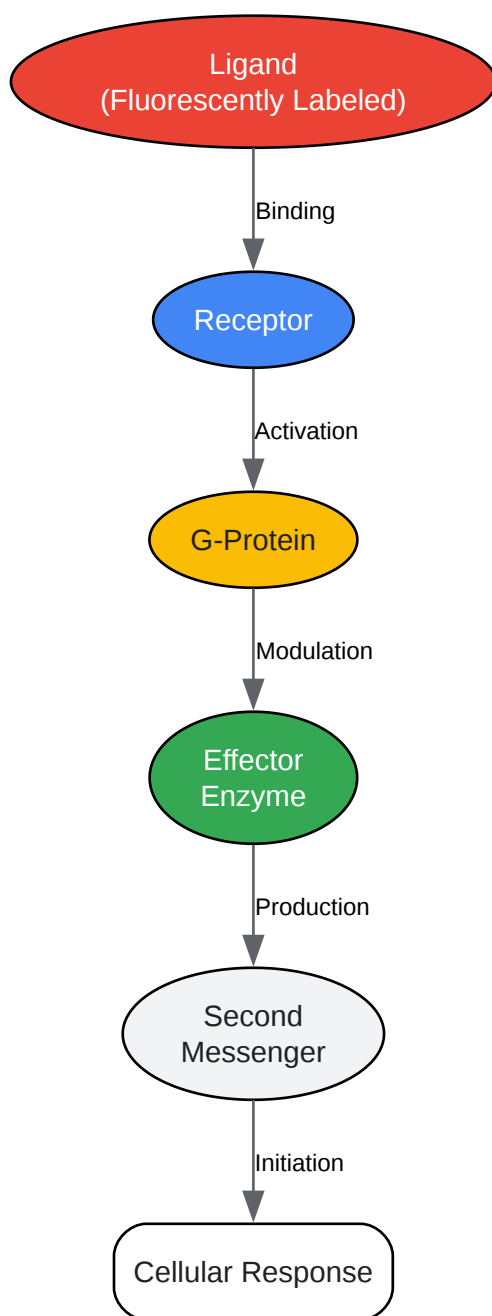 Ligand
(Fluorescently Labeled)
Binding
Receptor
Activation
G-Protein
Modulation
Effector
Enzyme
Production
Second
Messenger
Initiation
Cellular Response